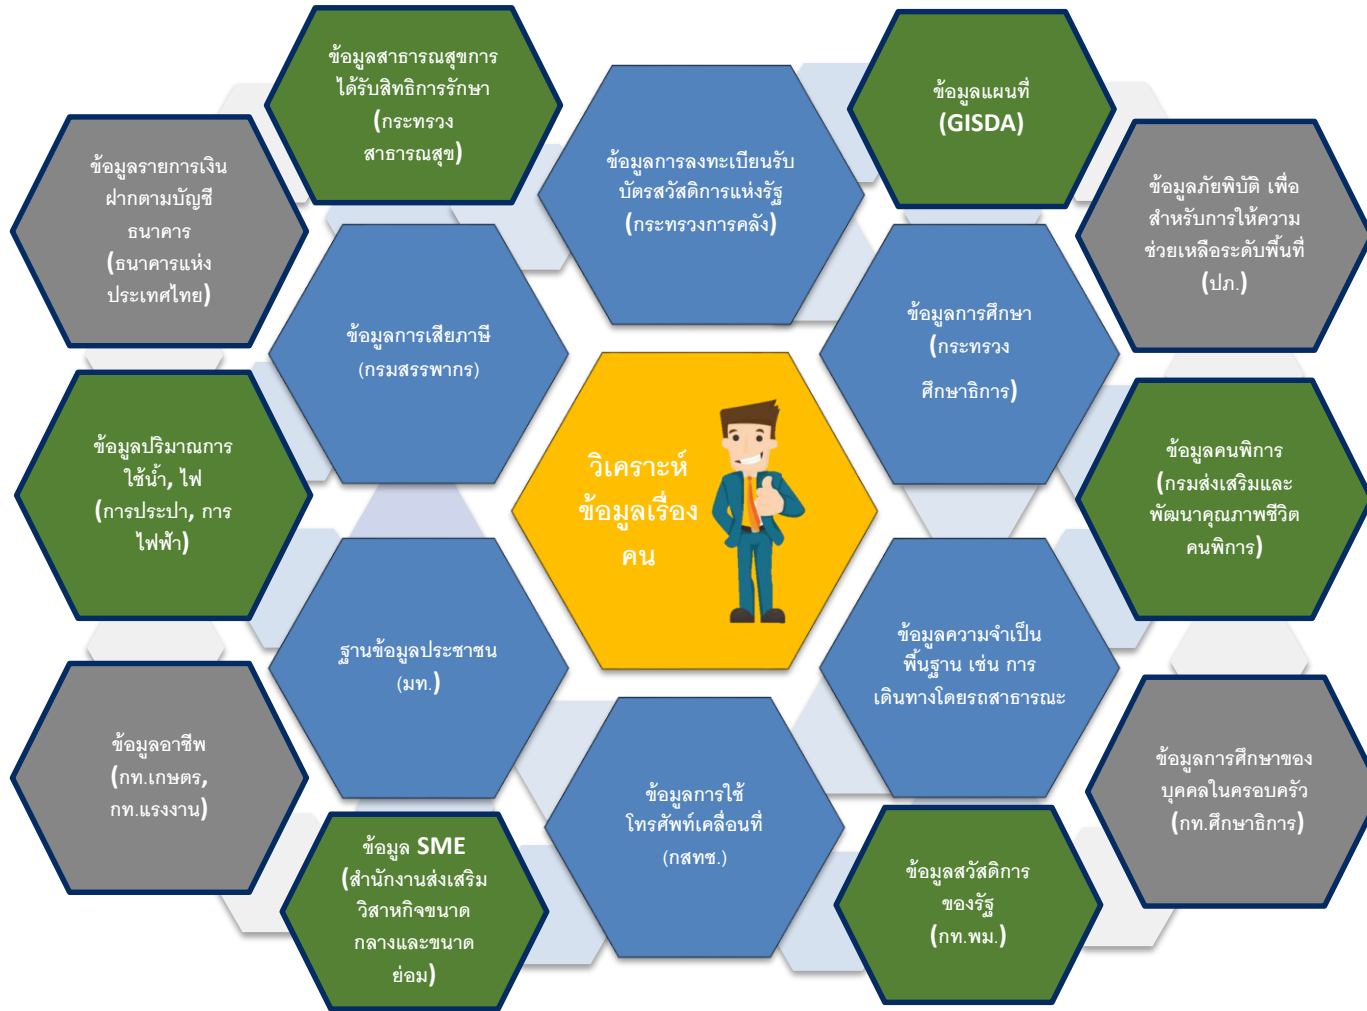 ข้อมูลสาธารณสุขการ
ได้รับสิทธิการรักษา
(กระทรวง
สาธารณสุข)
ข้อมูลการลงทะเบียนรับ
บัตรสวัสดิการแห่งรัฐ
(กระทรวงการคลัง)
ข้อมูลแผนที่
(GISDA)
ข้อมูลรายการเงิน
ฝากตามบัญชี
ธนาคาร
(ธนาคารแห่ง
ประเทศไทย)
ข้อมูลภัยพิบัติ เพื่อ
สำหรับการให้ความ
ช่วยเหลือระดับพื้นที่
(ปภ.)
ข้อมูลการเสียภาษี
(กรมสรรพากร)
ข้อมูลการศึกษา
(กระทรวง
ศึกษาธิการ)
วิเคราะห์
ข้อมูลเรื่อง
คน
ข้อมูลปริมาณการ
ใช้น้ำ, ไฟ
(การประปา, การ
ไฟฟ้า)
ข้อมูลคนพิการ
(กรมส่งเสริมและ
พัฒนาคุณภาพชีวิต
คนพิการ)
ฐานข้อมูลประชาชน
(มท.)
ข้อมูลความจำเป็น
พื้นฐาน เช่น การ
เดินทางโดยรถสาธารณะ
ข้อมูลอาชีพ
(กท.เกษตร,
กท.แรงงาน)
ข้อมูลการใช้
โทรศัพท์เคลื่อนที่
(กสทช.)
ข้อมูลการศึกษาของ
บุคคลในครอบครัว
(กท.ศึกษาธิการ)
ข้อมูล SME
(สำนักงานส่งเสริม
วิสาหกิจขนาด
กลางและขนาด
ย่อม)
ข้อมูลสวัสดิการ
ของรัฐ
(กท.พม.)